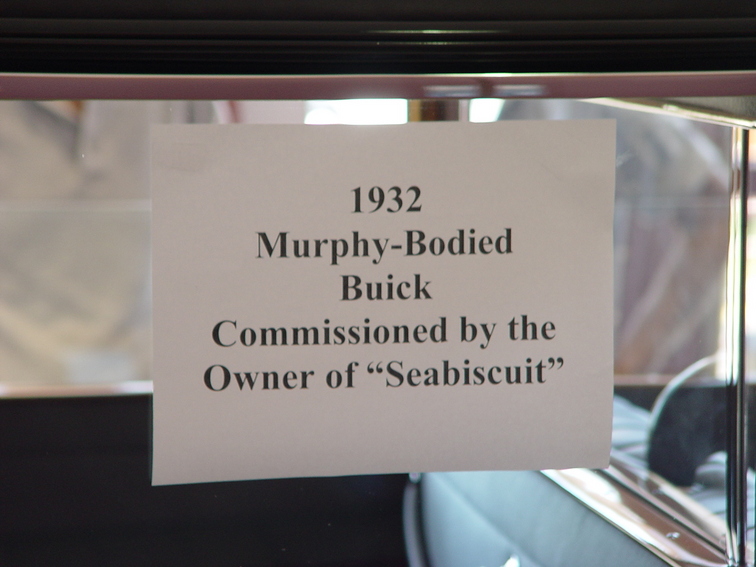 1932
Murphy-Bodied
Buick
Commissioned by the
Owner of “Seabiscuit”